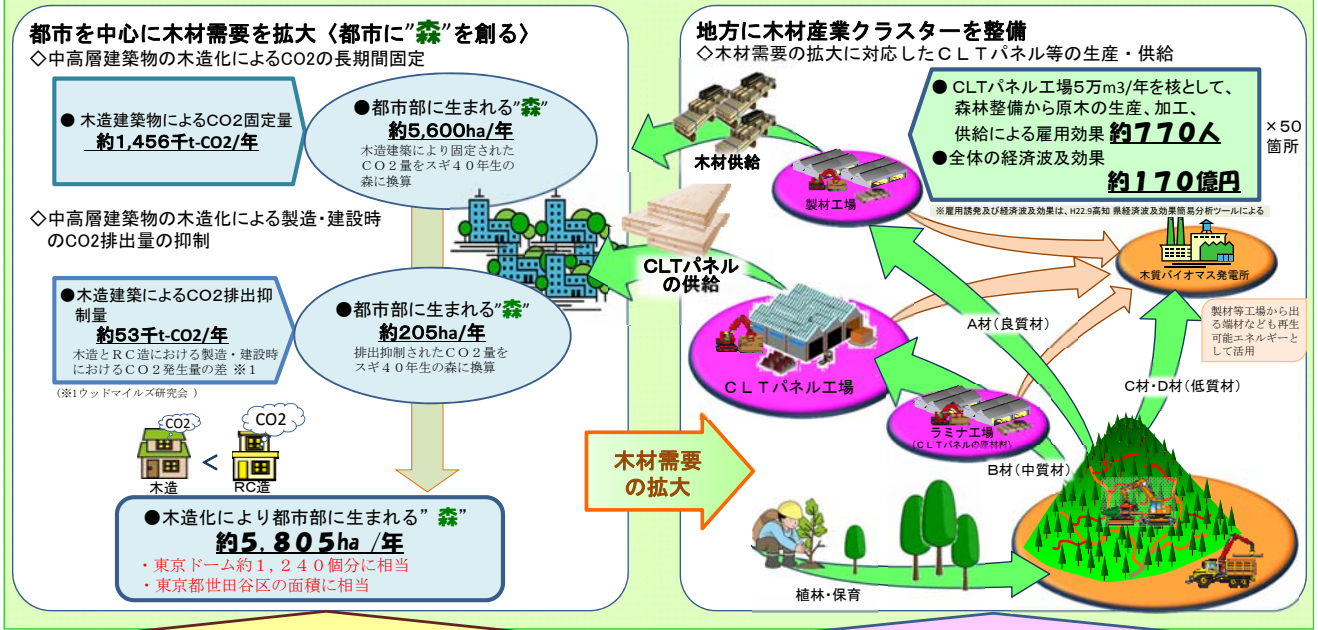 都市を中心に木材需要を拡大〈都市に"森"を創る〉
◇中高層建築物の木造化によるCO2の長期間固定
● 木造建築物によるCO2固定量
約1,456千t-CO2/年
●都市部に生まれる"森"
約5,600ha/年
木造建築により固定された
CO2量をスギ40年生の
森に換算
◇中高層建築物の木造化による製造・建設時
のCO2排出量の抑制
●木造建築によるCO2排出抑
制量
約53千t-CO2/年
木造とRC造における製造・建設時
におけるCO2発生量の差 ※1
(※1ウッドマイルズ研究会 )
●都市部に生まれる"森"
約205ha/年
排出抑制されたCO2量を
スギ40年生の森に換算
CO2
CO2
<
木造
RC造
●木造化により都市部に生まれる" 森"
約5,805ha /年
・東京ドーム約1,240個分に相当
・東京都世田谷区の面積に相当
木材需要
の拡大
地方に木材産業クラスターを整備
◇木材需要の拡大に対応したCLTパネル等の生産・供給
● CLTパネル工場5万m3/年を核として、
森林整備から原木の生産、加工、
供給による雇用効果 約770人
●全体の経済波及効果
約170億円
×50
箇所
※雇用誘発及び経済波及効果は、H22.9高知 県経済波及効果簡易分析ツールによる
木材供給
製材工場
CLTパネル
の供給
木質バイオマス発電所
製材等工場から出
る端材なども再生
可能エネルギーと
して活用
A材(良質材)
CLTパネル工場
C材・D材(低質材)
ラミナ工場
(CLTパネルの原材料)
B材(中質材)
植林・保育